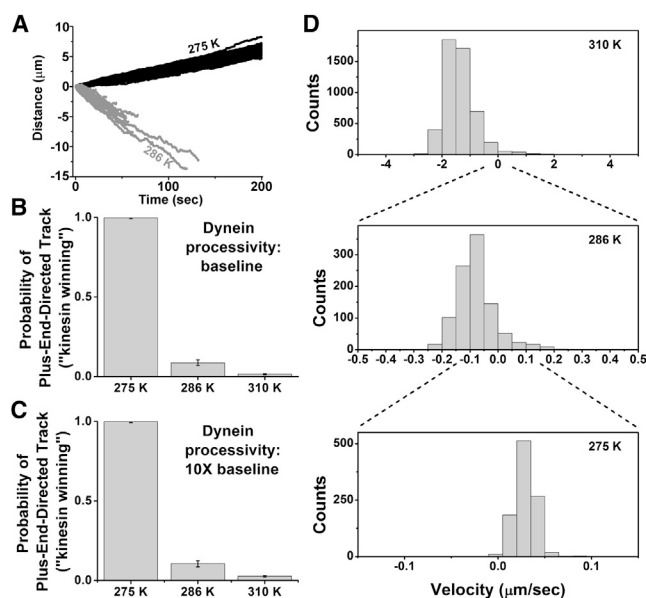 A
10
5
0
-5
-10
-15
Distance (μm)
275 K
286 K
0
50
100
150
200
Time (sec)
B
Probability of
Plus-End-Directed Track
("kinesin winning")
1.0
0.5
0.0
Dynein
processivity:
baseline
275 K 286 K 310 K
C
Probability of
Plus-End-Directed Track
("kinesin winning")
1.0
0.5
0.0
Dynein
processivity:
10X baseline
275 K 286 K 310 K
D
310 K
Counts
1500
1000
500
0
-4 -2 0 2 4
286 K
Counts
300
200
100
0
-0.5 -0.4 -0.3 -0.2 -0.1 0.0 0.1 0.2 0.3 0.4 0.5
275 K
Counts
500
250
0
-0.1 0.0 0.1
Velocity (μm/sec)